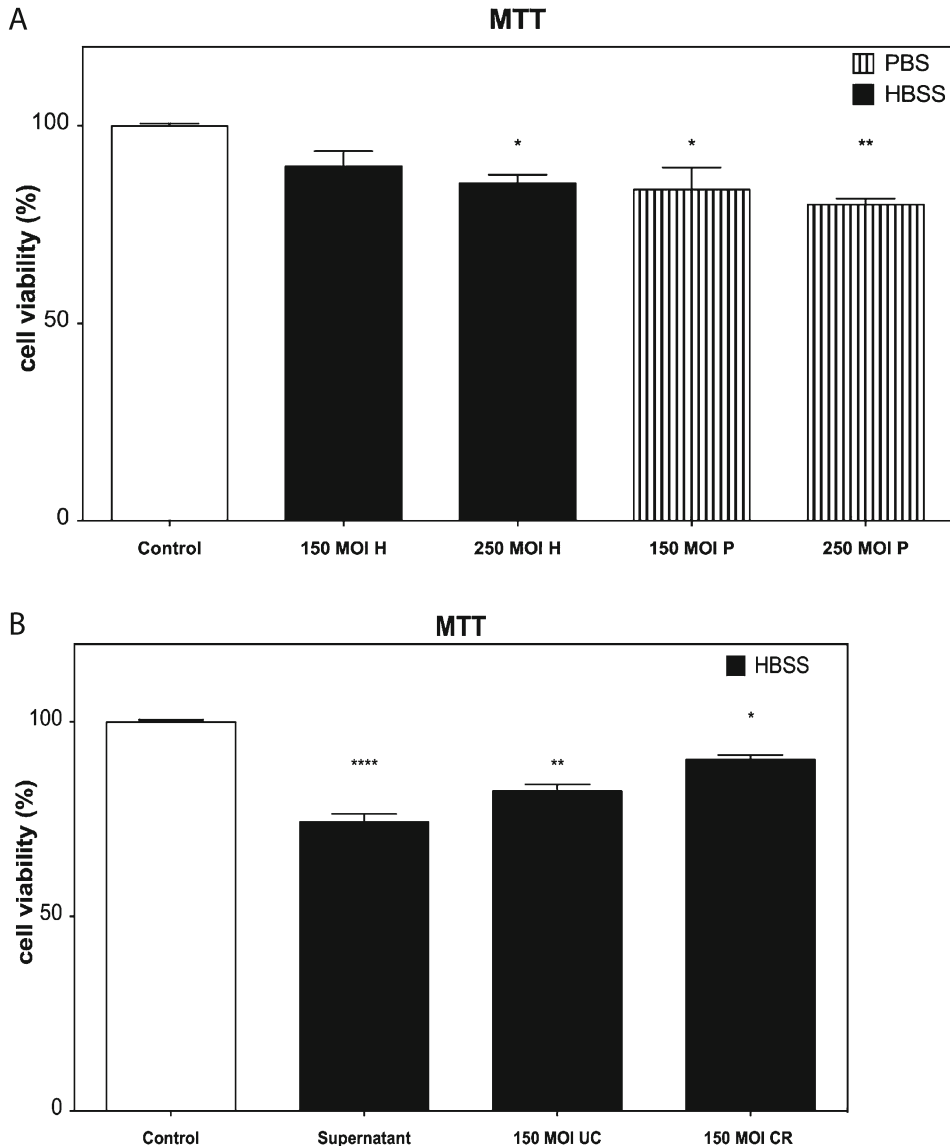 A
MTT
PBS
HBSS
cell viability (%)
100
50
0
* * **
Control 150 MOI H 250 MOI H 150 MOI P 250 MOI P
B
MTT
HBSS
cell viability (%)
100
50
0
**** ** *
Control Supernatant 150 MOI UC 150 MOI CR